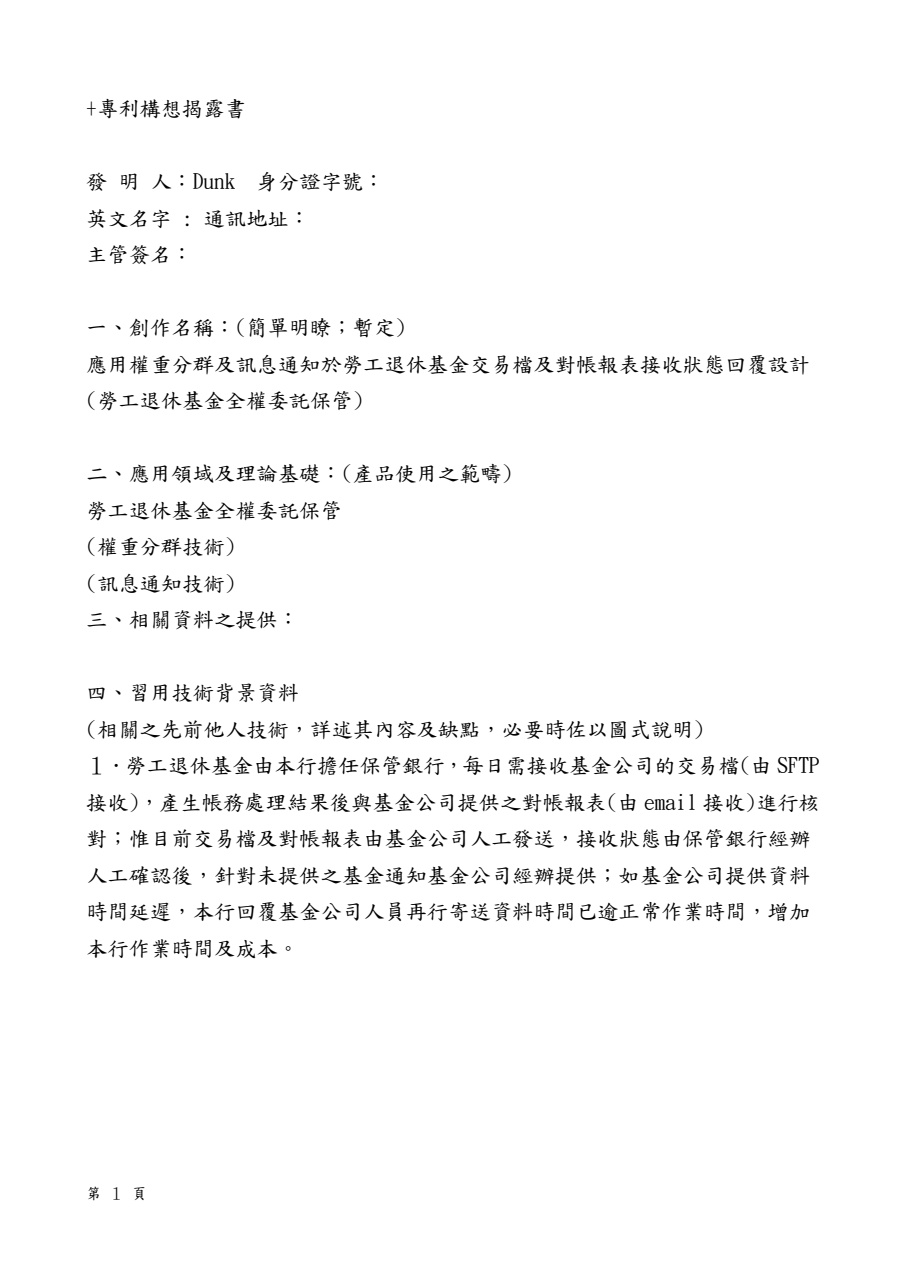 +專利構想揭露書
發 明 人：Dunk　身分證字號：
英文名字 : 通訊地址：
主管簽名：
一、創作名稱：(簡單明瞭；暫定)
應用權重分群及訊息通知於勞工退休基金交易檔及對帳報表接收狀態回覆設計
(勞工退休基金全權委託保管)
二、應用領域及理論基礎：(產品使用之範疇)
勞工退休基金全權委託保管
(權重分群技術)
(訊息通知技術)
三、相關資料之提供：
四、習用技術背景資料
(相關之先前他人技術，詳述其內容及缺點，必要時佐以圖式說明)
１．勞工退休基金由本行擔任保管銀行，每日需接收基金公司的交易檔(由 SFTP
接收)，產生帳務處理結果後與基金公司提供之對帳報表(由 email 接收)進行核
對；惟目前交易檔及對帳報表由基金公司人工發送，接收狀態由保管銀行經辦
人工確認後，針對未提供之基金通知基金公司經辦提供；如基金公司提供資料
時間延遲，本行回覆基金公司人員再行寄送資料時間已逾正常作業時間，增加
本行作業時間及成本。
第 1 頁